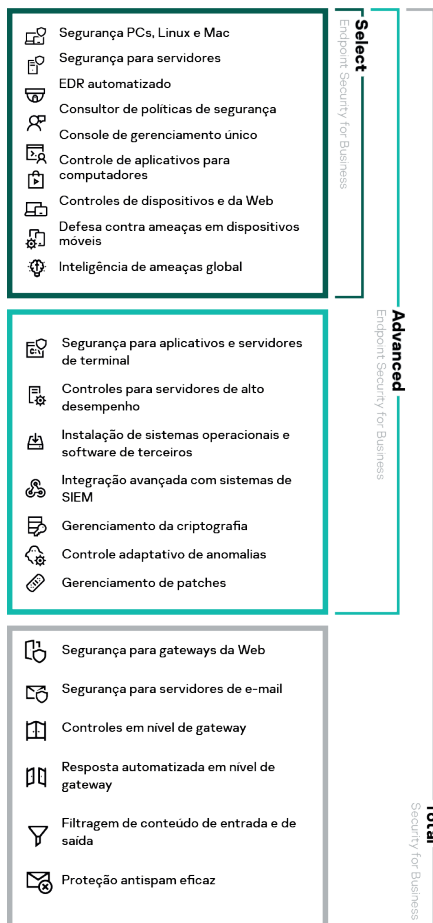 Segurança PCs, Linux e Mac
Segurança para servidores
EDR automatizado
Consultor de políticas de segurança
Console de gerenciamento único
Controle de aplicativos para
computadores
Controles de dispositivos e da Web
Defesa contra ameaças em dispositivos
móveis
Inteligência de ameaças global
Select
Endpoint Security for Business
Segurança para aplicativos e servidores
de terminal
Controles para servidores de alto
desempenho
Instalação de sistemas operacionais e
software de terceiros
Integração avançada com sistemas de
SIEM
Gerenciamento da criptografia
Controle adaptativo de anomalias
Gerenciamento de patches
Advanced
Endpoint Security for Business
Segurança para gateways da Web
Segurança para servidores de e-mail
Controles em nível de gateway
Resposta automatizada em nível de
gateway
Filtragem de conteúdo de entrada e de
saída
Proteção antispam eficaz
Total
Security for Business